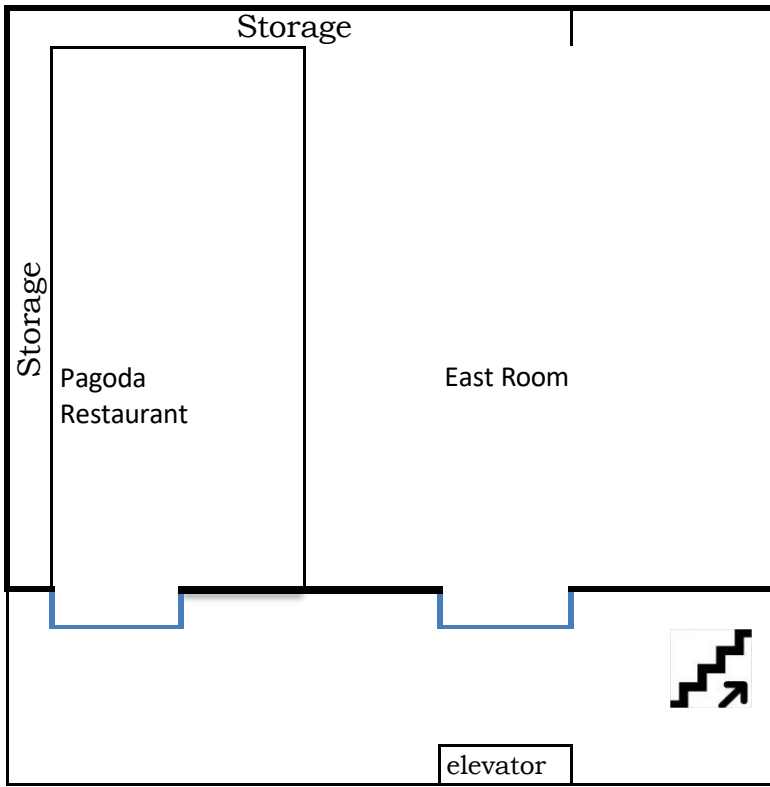 Storage
Storage
Pagoda
Restaurant
East Room
elevator